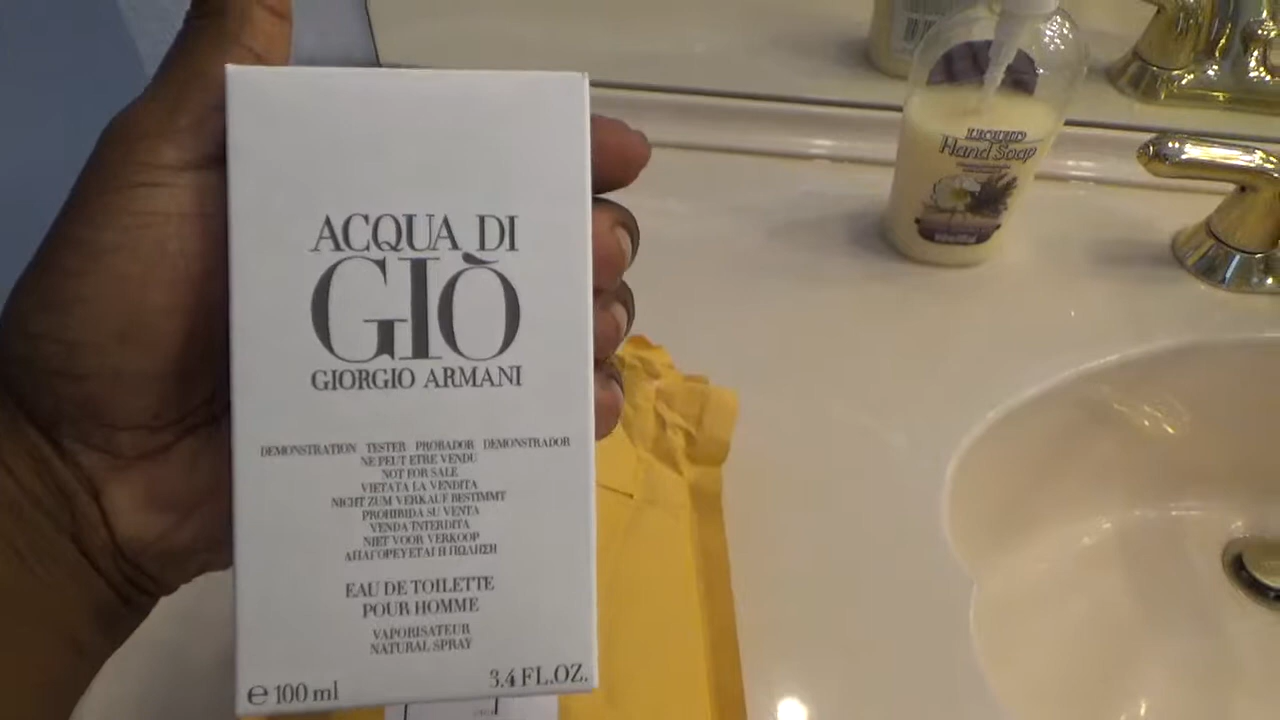 ACQUA DI
GIÒ
GIORGIO ARMANI
DEMONSTRATION TESTER PROBADOR DEMONSTRADOR
NE PEUT ETRE VENDU
NOT FOR SALE
VIETATA LA VENDITA
NICHT ZUM VERKAUF BESTIMMT
PROHIBIDA SU VENTA
VENDA INTERDITA
NIET VOOR VERKOOP
ΑΠΑΓΟΡΕΥΕΤΑΙ Η ΠΩΛΗΣΗ
EAU DE TOILETTE
POUR HOMME
VAPORISATEUR
NATURAL SPRAY
e 100 ml
3.4 FL.OZ.
LIQUID
Hand Soap